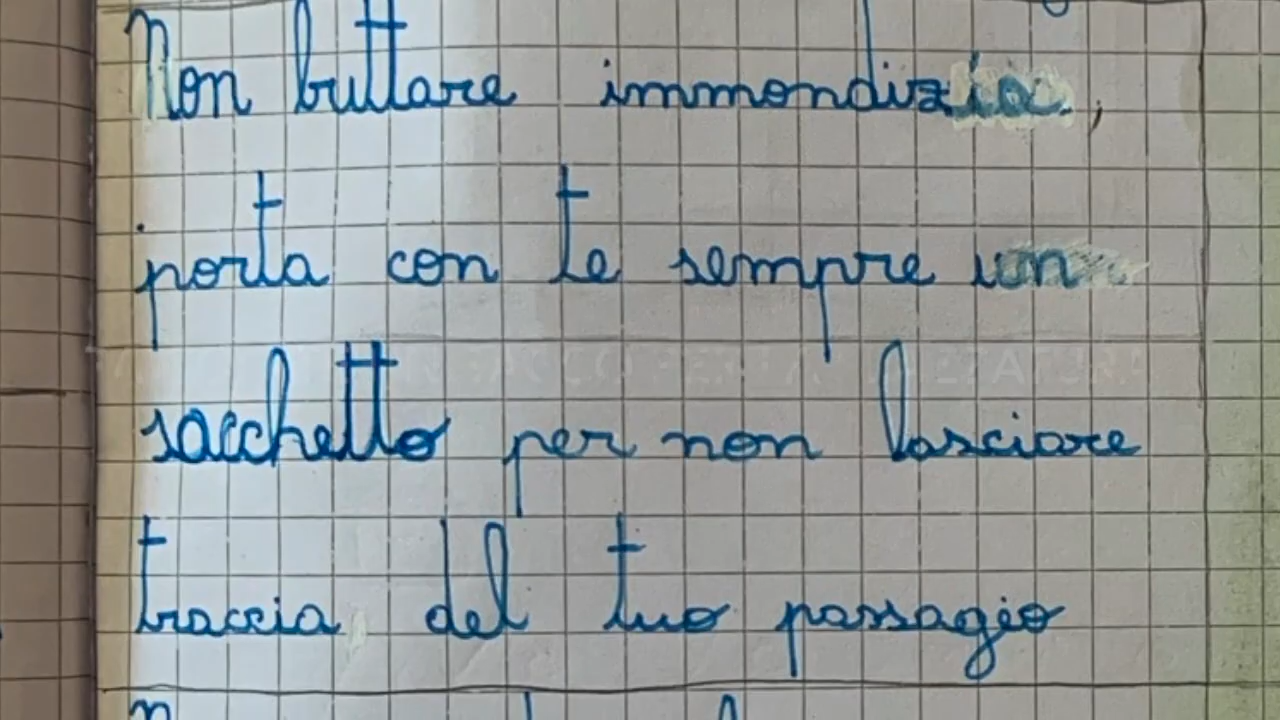 Non buttare immondizia,
porta con te sempre un
sacchetto per non lasciare
traccia del tuo passagio